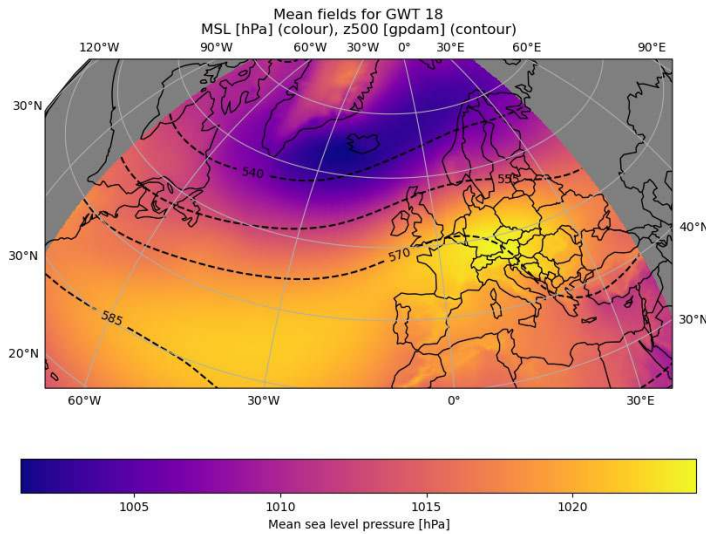 Mean fields for GWT 18
MSL [hPa] (colour), z500 [gpdam] (contour)
120°W 90°W 60°W 30°W 0° 30°E 60°E 90°E
30°N
540
555
40°N
30°N
570
585
30°N
20°N
60°W 30°W 0° 30°E
1005 1010 1015 1020
Mean sea level pressure [hPa]